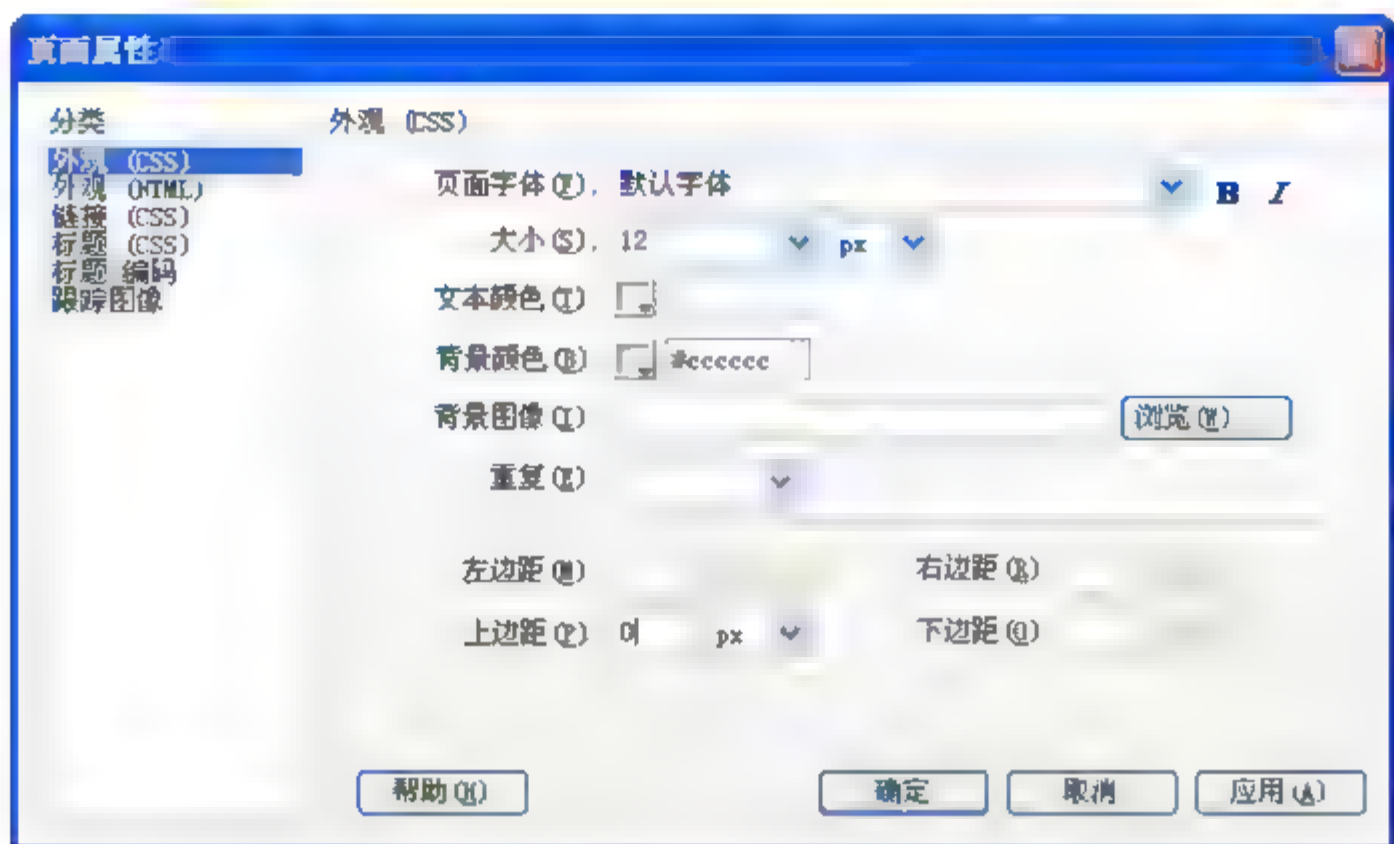 页面属性
分类
外观 (CSS)
外观 (HTML)
链接 (CSS)
标题 (CSS)
标题/编码
跟踪图像
外观 (CSS)
页面字体(F): 默认字体 B I
大小(S): 12 px
文本颜色(T)
背景颜色(B) #cccccc
背景图像(I) 浏览(W)
重复(E)
左边距(M) 右边距(R)
上边距(P) 0 px 下边距(O)
帮助(H) 确定 取消 应用(A)